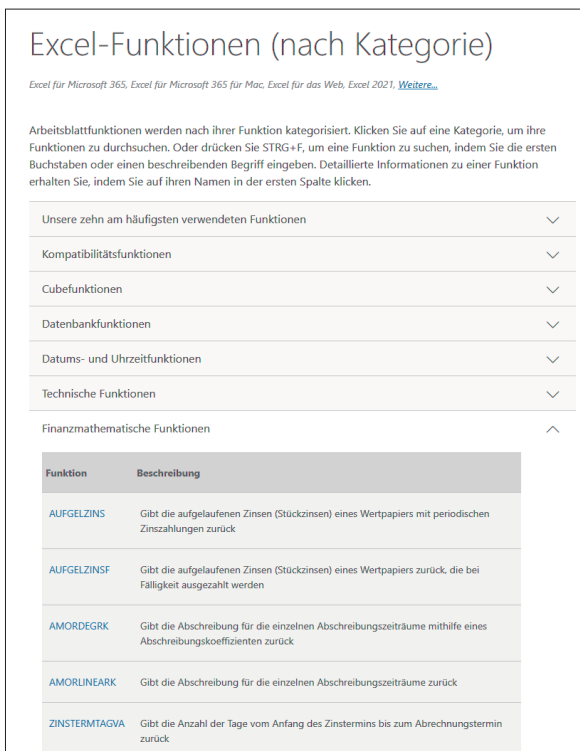 Excel-Funktionen (nach Kategorie)
Excel für Microsoft 365, Excel für Microsoft 365 für Mac, Excel für das Web, Excel 2021, Weitere...
Arbeitsblattfunktionen werden nach ihrer Funktion kategorisiert. Klicken Sie auf eine Kategorie, um ihre
Funktionen zu durchsuchen. Oder drücken Sie STRG+F, um eine Funktion zu suchen, indem Sie die ersten
Buchstaben oder einen beschreibenden Begriff eingeben. Detaillierte Informationen zu einer Funktion
erhalten Sie, indem Sie auf ihren Namen in der ersten Spalte klicken.
Unsere zehn am häufigsten verwendeten Funktionen
Kompatibilitätsfunktionen
Cubefunktionen
Datenbankfunktionen
Datums- und Uhrzeitfunktionen
Technische Funktionen
Finanzmathematische Funktionen
Funktion Beschreibung
AUFGELZINS Gibt die aufgelaufenen Zinsen (Stückzinsen) eines Wertpapiers mit periodischen
Zinszahlungen zurück
AUFGELZINSF Gibt die aufgelaufenen Zinsen (Stückzinsen) eines Wertpapiers zurück, die bei
Fälligkeit ausgezahlt werden
AMORDEGRK Gibt die Abschreibung für die einzelnen Abschreibungszeiträume mithilfe eines
Abschreibungskoeffizienten zurück
AMORLINEARK Gibt die Abschreibung für die einzelnen Abschreibungszeiträume zurück
ZINSTERMTAGVA Gibt die Anzahl der Tage vom Anfang des Zinstermins bis zum Abrechnungstermin
zurück